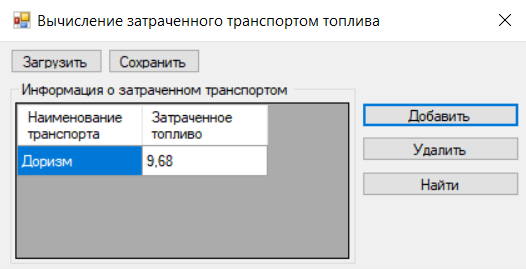 Вычисление затраченного транспортом топлива
Загрузить Сохранить
Информация о затраченном транспортом
Наименование транспорта Затраченное топливо
Доризм 9,68
Добавить
Удалить
Найти